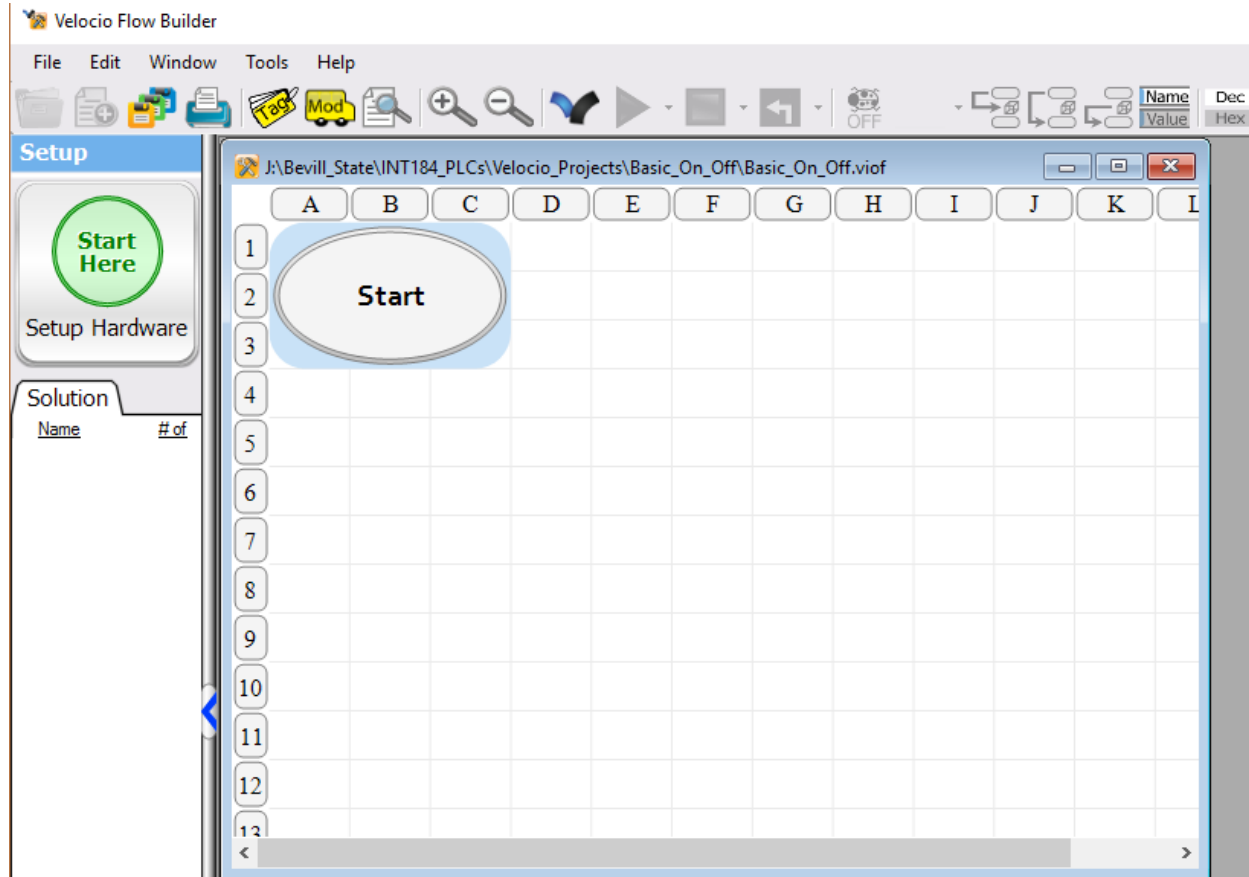 Velocio Flow Builder
File Edit Window Tools Help
Tag Mod OFF Name Value Dec Hex
Setup
Start
Here
Setup Hardware
Solution
Name # of
J:\Bevill_State\INT184_PLCs\Velocio_Projects\Basic_On_Off\Basic_On_Off.viof
A B C D E F G H I J K L
1
2
Start
3
4
5
6
7
8
9
10
11
12
13